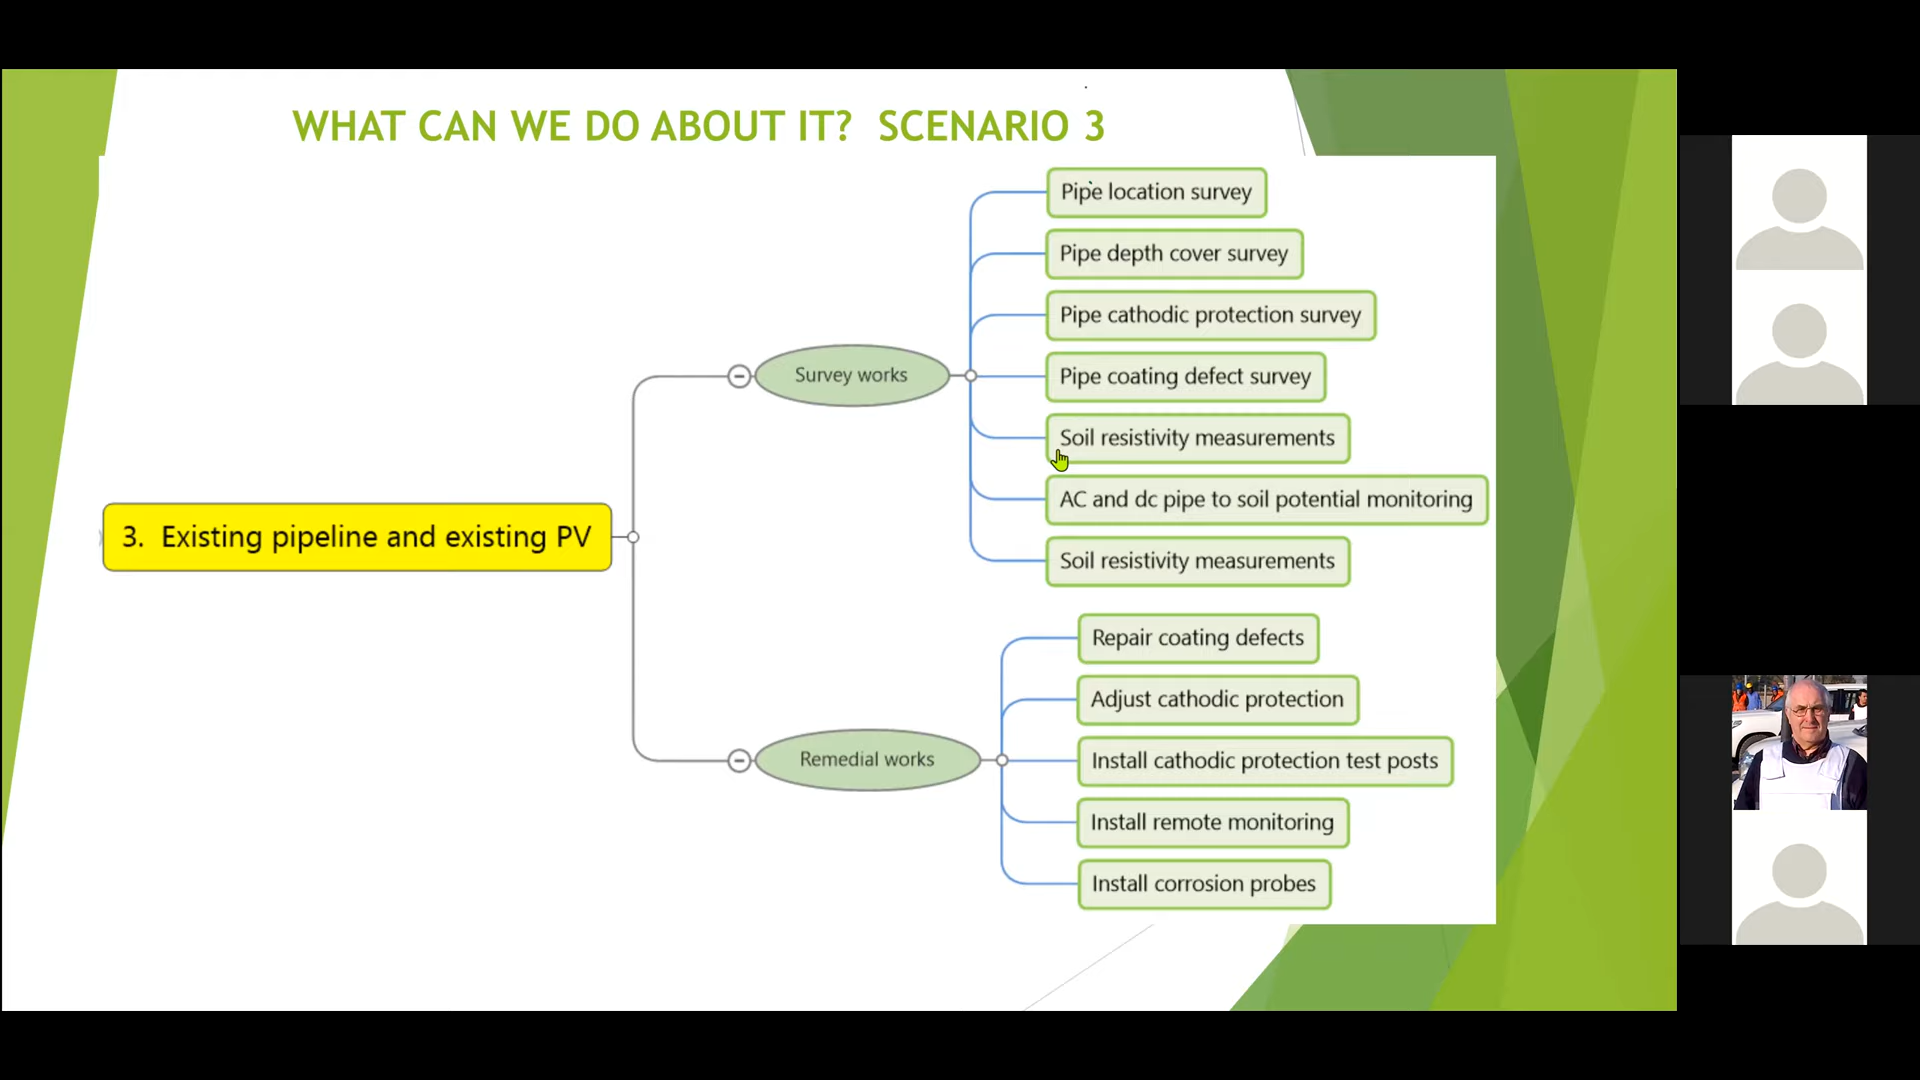 WHAT CAN WE DO ABOUT IT? SCENARIO 3
3. Existing pipeline and existing PV
Survey works
Pipe location survey
Pipe depth cover survey
Pipe cathodic protection survey
Pipe coating defect survey
Soil resistivity measurements
AC and dc pipe to soil potential monitoring
Soil resistivity measurements
Remedial works
Repair coating defects
Adjust cathodic protection
Install cathodic protection test posts
Install remote monitoring
Install corrosion probes